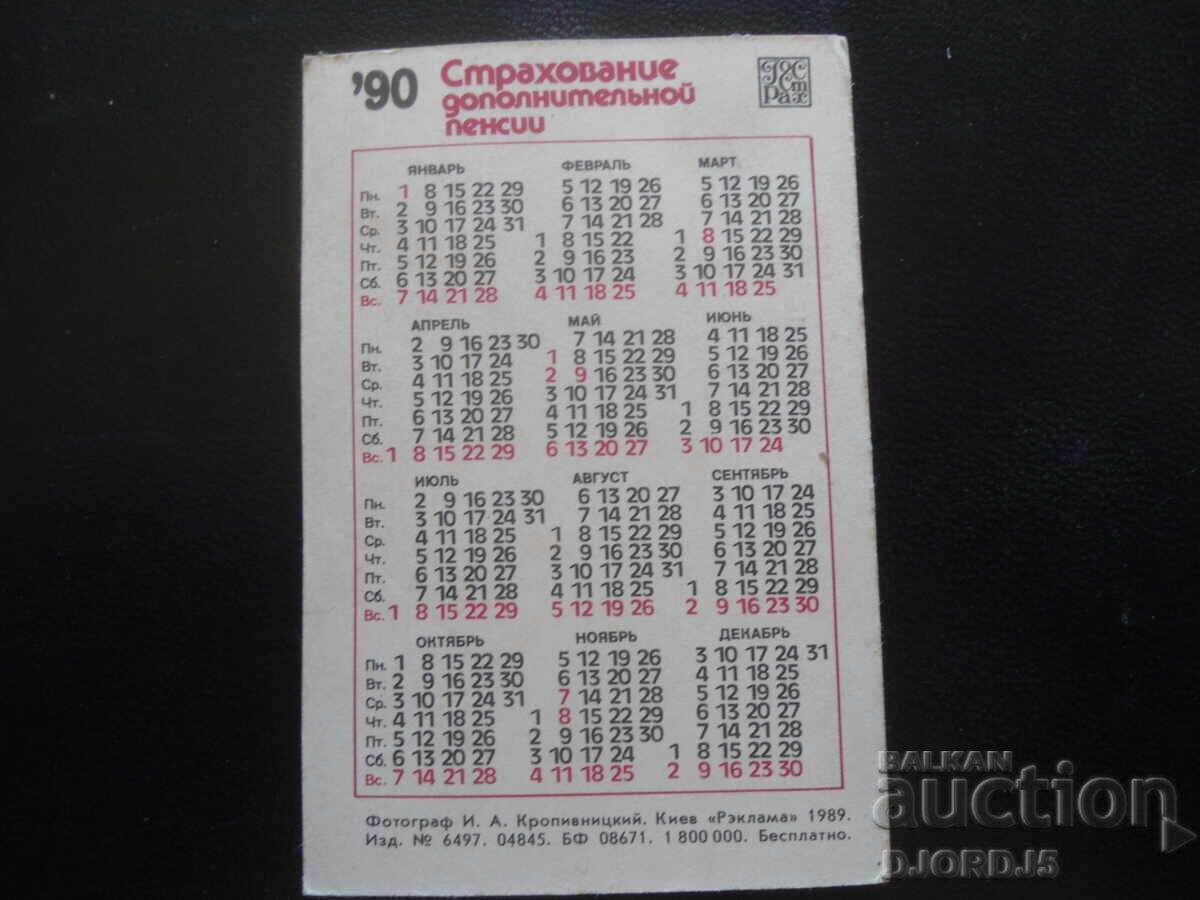 '90 Страхование
дополнительной
пенсии
ГОС
Страх
ЯНВАРЬ ФЕВРАЛЬ МАРТ
Пн. 1 8 15 22 29 5 12 19 26 5 12 19 26
Вт. 2 9 16 23 30 6 13 20 27 6 13 20 27
Ср. 3 10 17 24 31 7 14 21 28 7 14 21 28
Чт. 4 11 18 25 1 8 15 22 1 8 15 22 29
Пт. 5 12 19 26 2 9 16 23 2 9 16 23 30
Сб. 6 13 20 27 3 10 17 24 3 10 17 24 31
Вс. 7 14 21 28 4 11 18 25 4 11 18 25
АПРЕЛЬ МАЙ ИЮНЬ
Пн. 2 9 16 23 30 7 14 21 28 4 11 18 25
Вт. 3 10 17 24 1 8 15 22 29 5 12 19 26
Ср. 4 11 18 25 2 9 16 23 30 6 13 20 27
Чт. 5 12 19 26 3 10 17 24 31 7 14 21 28
Пт. 6 13 20 27 4 11 18 25 1 8 15 22 29
Сб. 7 14 21 28 5 12 19 26 2 9 16 23 30
Вс. 1 8 15 22 29 6 13 20 27 3 10 17 24
ИЮЛЬ АВГУСТ СЕНТЯБРЬ
Пн. 2 9 16 23 30 6 13 20 27 3 10 17 24
Вт. 3 10 17 24 31 7 14 21 28 4 11 18 25
Ср. 4 11 18 25 1 8 15 22 29 5 12 19 26
Чт. 5 12 19 26 2 9 16 23 30 6 13 20 27
Пт. 6 13 20 27 3 10 17 24 31 7 14 21 28
Сб. 7 14 21 28 4 11 18 25 1 8 15 22 29
Вс. 1 8 15 22 29 5 12 19 26 2 9 16 23 30
ОКТЯБРЬ НОЯБРЬ ДЕКАБРЬ
Пн. 1 8 15 22 29 5 12 19 26 3 10 17 24 31
Вт. 2 9 16 23 30 6 13 20 27 4 11 18 25
Ср. 3 10 17 24 31 7 14 21 28 5 12 19 26
Чт. 4 11 18 25 1 8 15 22 29 6 13 20 27
Пт. 5 12 19 26 2 9 16 23 30 7 14 21 28
Сб. 6 13 20 27 3 10 17 24 1 8 15 22 29
Вс. 7 14 21 28 4 11 18 25 2 9 16 23 30
Фотограф И. А. Кропивницкий. Киев «Рэклама» 1989.
Изд. № 6497. 04845. БФ 08671. 1 800 000. Бесплатно.
BALKAN
auction
DJORDJ5